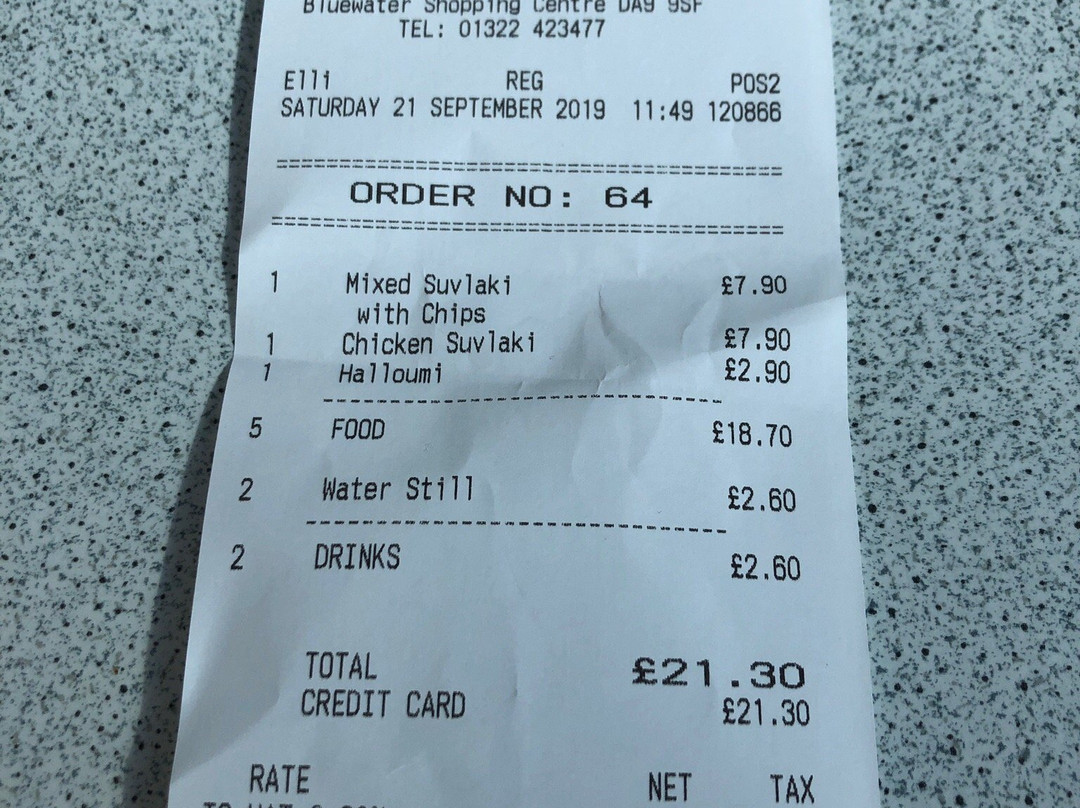 Bluewater Shopping Centre DA9 9SF
TEL: 01322 423477
Elli REG POS2
SATURDAY 21 SEPTEMBER 2019 11:49 120866
ORDER NO: 64
1 Mixed Suvlaki £7.90
with Chips
1 Chicken Suvlaki £7.90
1 Halloumi £2.90
5 FOOD £18.70
2 Water Still £2.60
2 DRINKS £2.60
TOTAL £21.30
CREDIT CARD £21.30
RATE NET TAX